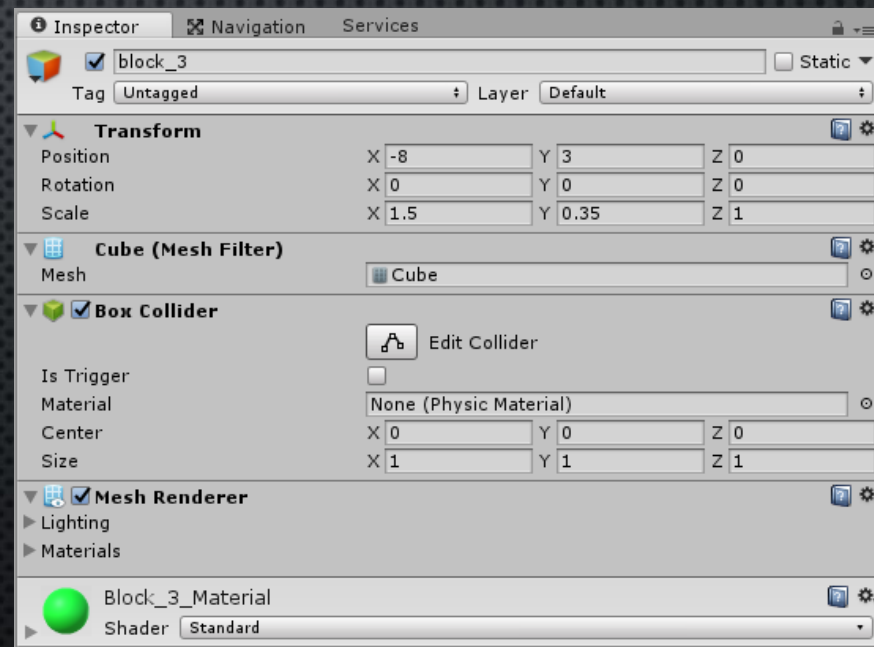 Inspector Navigation Services
block_3 Static
Tag Untagged Layer Default
Transform
Position X -8 Y 3 Z 0
Rotation X 0 Y 0 Z 0
Scale X 1.5 Y 0.35 Z 1
Cube (Mesh Filter)
Mesh Cube
Box Collider
Edit Collider
Is Trigger
Material None (Physic Material)
Center X 0 Y 0 Z 0
Size X 1 Y 1 Z 1
Mesh Renderer
Lighting
Materials
Block_3_Material
Shader Standard